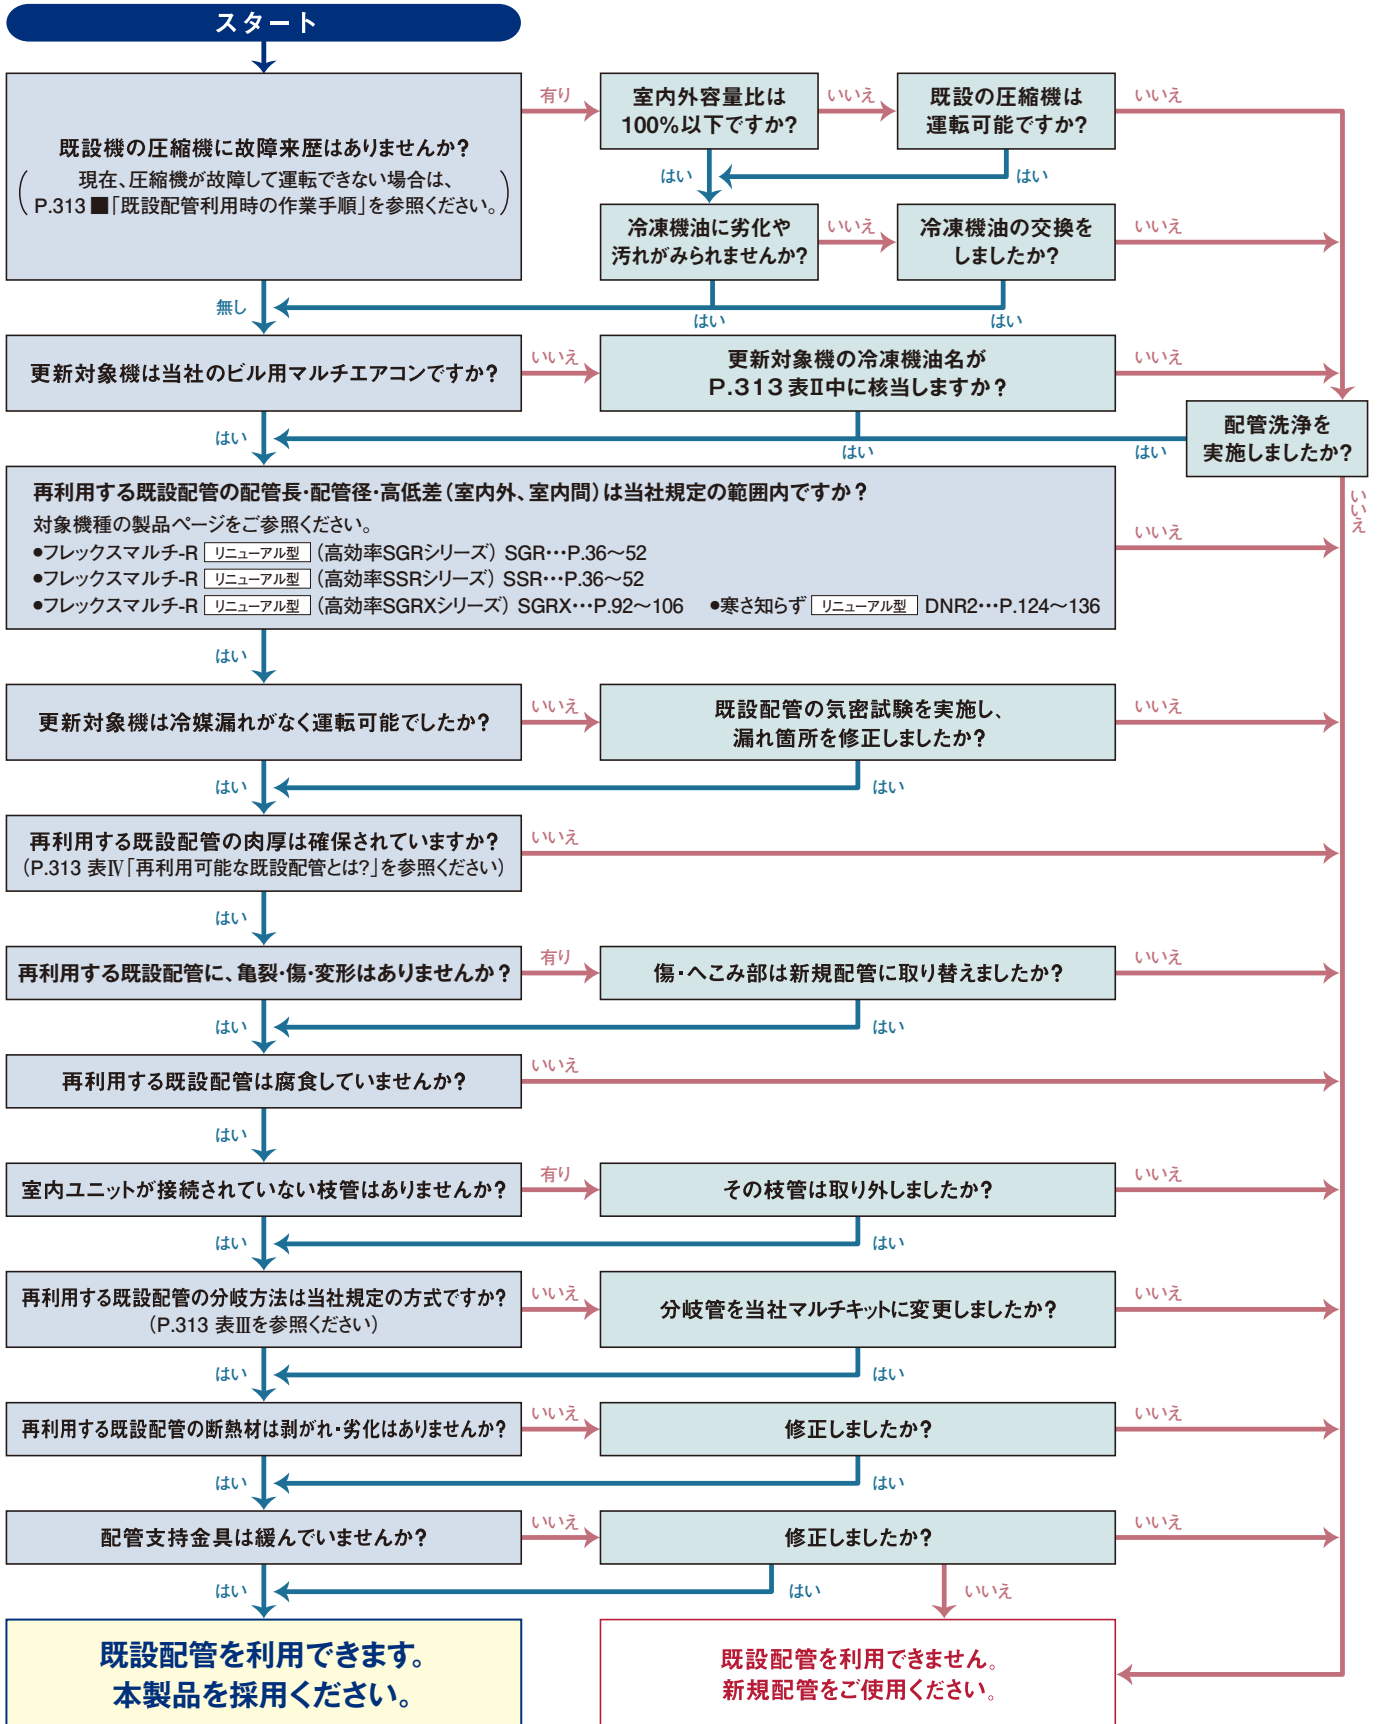 スタート
既設機の圧縮機に故障来歴はありませんか?
現在、圧縮機が故障して運転できない場合は、
P.313 ■「既設配管利用時の作業手順」を参照ください。
有り
室内外容量比は
100%以下ですか?
いいえ
既設の圧縮機は
運転可能ですか?
いいえ
はい
はい
冷凍機油に劣化や
汚れがみられませんか?
いいえ
冷凍機油の交換を
しましたか?
いいえ
無し
はい
はい
更新対象機は当社のビル用マルチエアコンですか?
いいえ
更新対象機の冷凍機油名が
P.313 表Ⅱ中に核当しますか?
いいえ
配管洗浄を
実施しましたか?
はい
はい
はい
いいえ
再利用する既設配管の配管長・配管径・高低差(室内外、室内間)は当社規定の範囲内ですか?
対象機種の製品ページをご参照ください。
●フレックスマルチ-R リニューアル型 (高効率SGRシリーズ) SGR…P.36~52
●フレックスマルチ-R リニューアル型 (高効率SSRシリーズ) SSR…P.36~52
●フレックスマルチ-R リニューアル型 (高効率SGRXシリーズ) SGRX…P.92~106 ●寒さ知らず リニューアル型 DNR2…P.124~136
いいえ
はい
更新対象機は冷媒漏れがなく運転可能でしたか?
いいえ
既設配管の気密試験を実施し、
漏れ箇所を修正しましたか?
いいえ
はい
はい
再利用する既設配管の肉厚は確保されていますか?
(P.313 表Ⅳ「再利用可能な既設配管とは?」を参照ください)
いいえ
はい
再利用する既設配管に、亀裂・傷・変形はありませんか?
有り
傷・へこみ部は新規配管に取り替えましたか?
いいえ
はい
はい
再利用する既設配管は腐食していませんか?
いいえ
はい
室内ユニットが接続されていない枝管はありませんか?
有り
その枝管は取り外しましたか?
いいえ
はい
はい
再利用する既設配管の分岐方法は当社規定の方式ですか?
(P.313 表Ⅲを参照ください)
いいえ
分岐管を当社マルチキットに変更しましたか?
いいえ
はい
はい
再利用する既設配管の断熱材は剥がれ・劣化はありませんか?
いいえ
修正しましたか?
いいえ
はい
はい
配管支持金具は緩んでいませんか?
いいえ
修正しましたか?
いいえ
はい
はい
いいえ
既設配管を利用できます。
本製品を採用ください。
既設配管を利用できません。
新規配管をご使用ください。